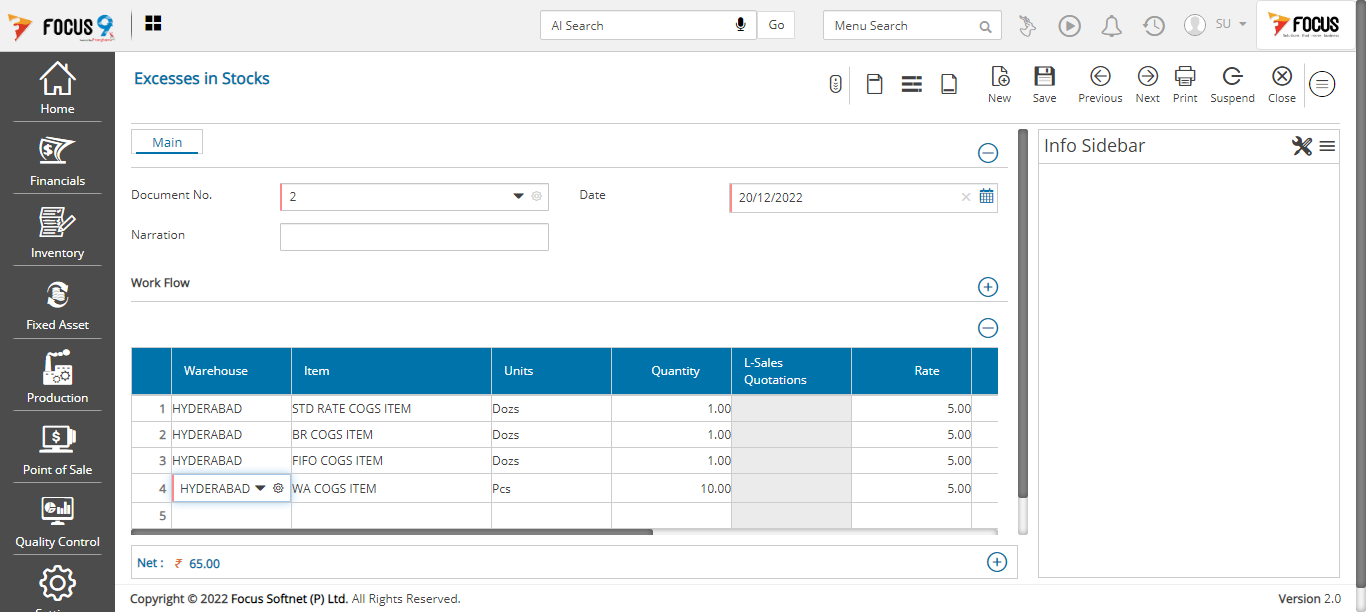 FOCUS 9
AI Search
Go
Menu Search
SU
FOCUS
Home
Financials
Inventory
Fixed Asset
Production
Point of Sale
Quality Control
Excesses in Stocks
New
Save
Previous
Next
Print
Suspend
Close
Main
Document No.
2
Date
20/12/2022
Narration
Work Flow
Warehouse Item Units Quantity L-Sales Quotations Rate
1 HYDERABAD STD RATE COGS ITEM Dozs 1.00 5.00
2 HYDERABAD BR COGS ITEM Dozs 1.00 5.00
3 HYDERABAD FIFO COGS ITEM Dozs 1.00 5.00
4 HYDERABAD WA COGS ITEM Pcs 10.00 5.00
5
Net : ₹ 65.00
Info Sidebar
Copyright © 2022 Focus Softnet (P) Ltd. All Rights Reserved.
Version 2.0